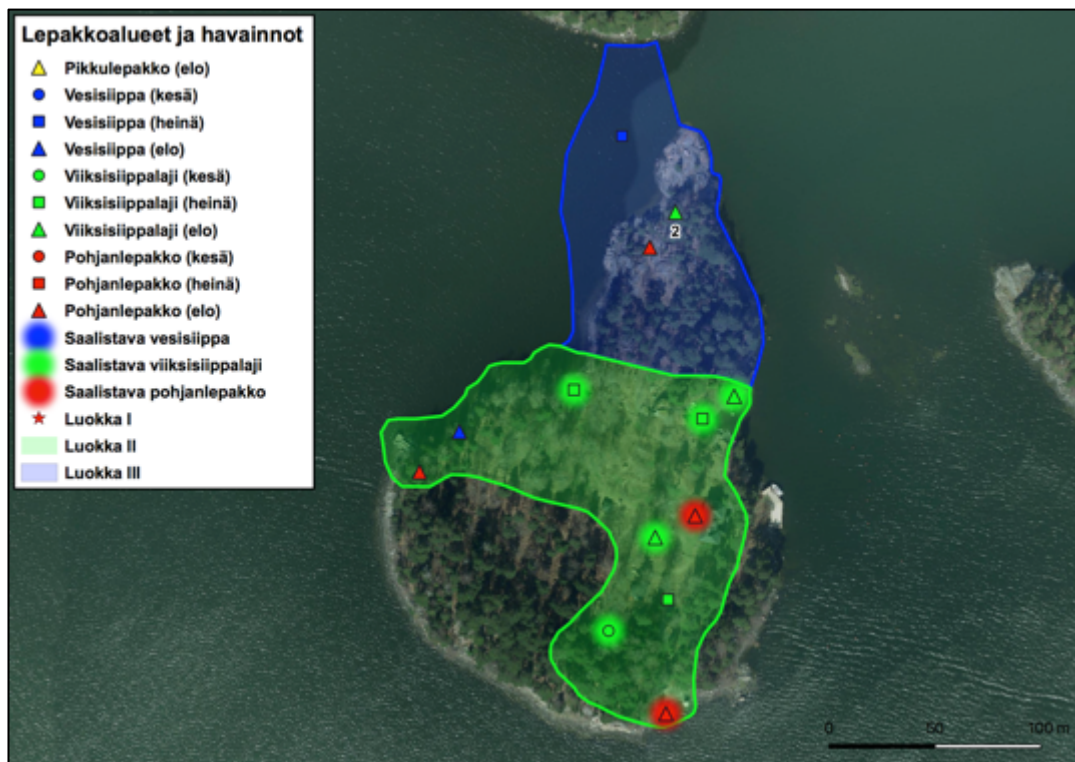 Lepakkoalueet ja havainnot
Pikkulepakko (elo)
Vesisiippa (kesä)
Vesisiippa (heinä)
Vesisiippa (elo)
Viiksisiippalaji (kesä)
Viiksisiippalaji (heinä)
Viiksisiippalaji (elo)
Pohjanlepakko (kesä)
Pohjanlepakko (heinä)
Pohjanlepakko (elo)
Saalistava vesisiippa
Saalistava viiksisiippalaji
Saalistava pohjanlepakko
Luokka I
Luokka II
Luokka III
2
0 50 100 m